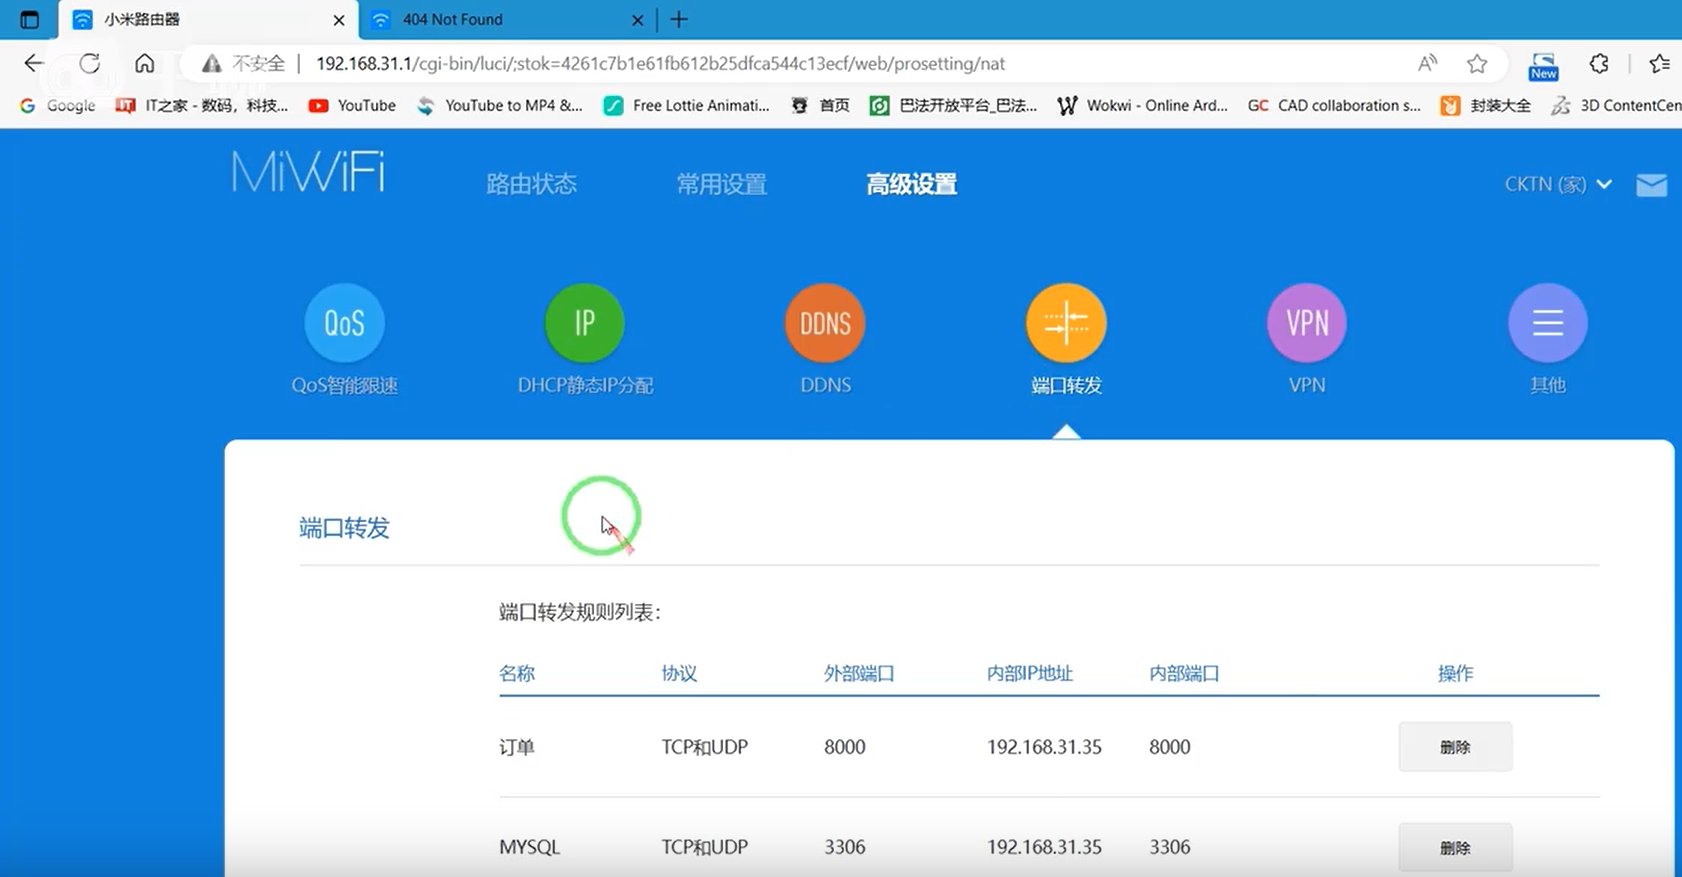 小米路由器
404 Not Found
不安全
192.168.31.1/cgi-bin/luci/;stok=4261c7b1e61fb612b25dfca544c13ecf/web/prosetting/nat
New
Google
IT之家 - 数码，科技...
YouTube
YouTube to MP4 &...
Free Lottie Animati...
首页
巴法开放平台_巴法...
Wokwi - Online Ard...
GC CAD collaboration s...
封装大全
3D ContentCen
MiWiFi
路由状态
常用设置
高级设置
CKTN (家)
QoS
IP
DDNS
VPN
QoS智能限速
DHCP静态IP分配
DDNS
端口转发
VPN
其他
端口转发
端口转发规则列表：
名称 协议 外部端口 内部IP地址 内部端口 操作
订单 TCP和UDP 8000 192.168.31.35 8000 删除
MYSQL TCP和UDP 3306 192.168.31.35 3306 删除